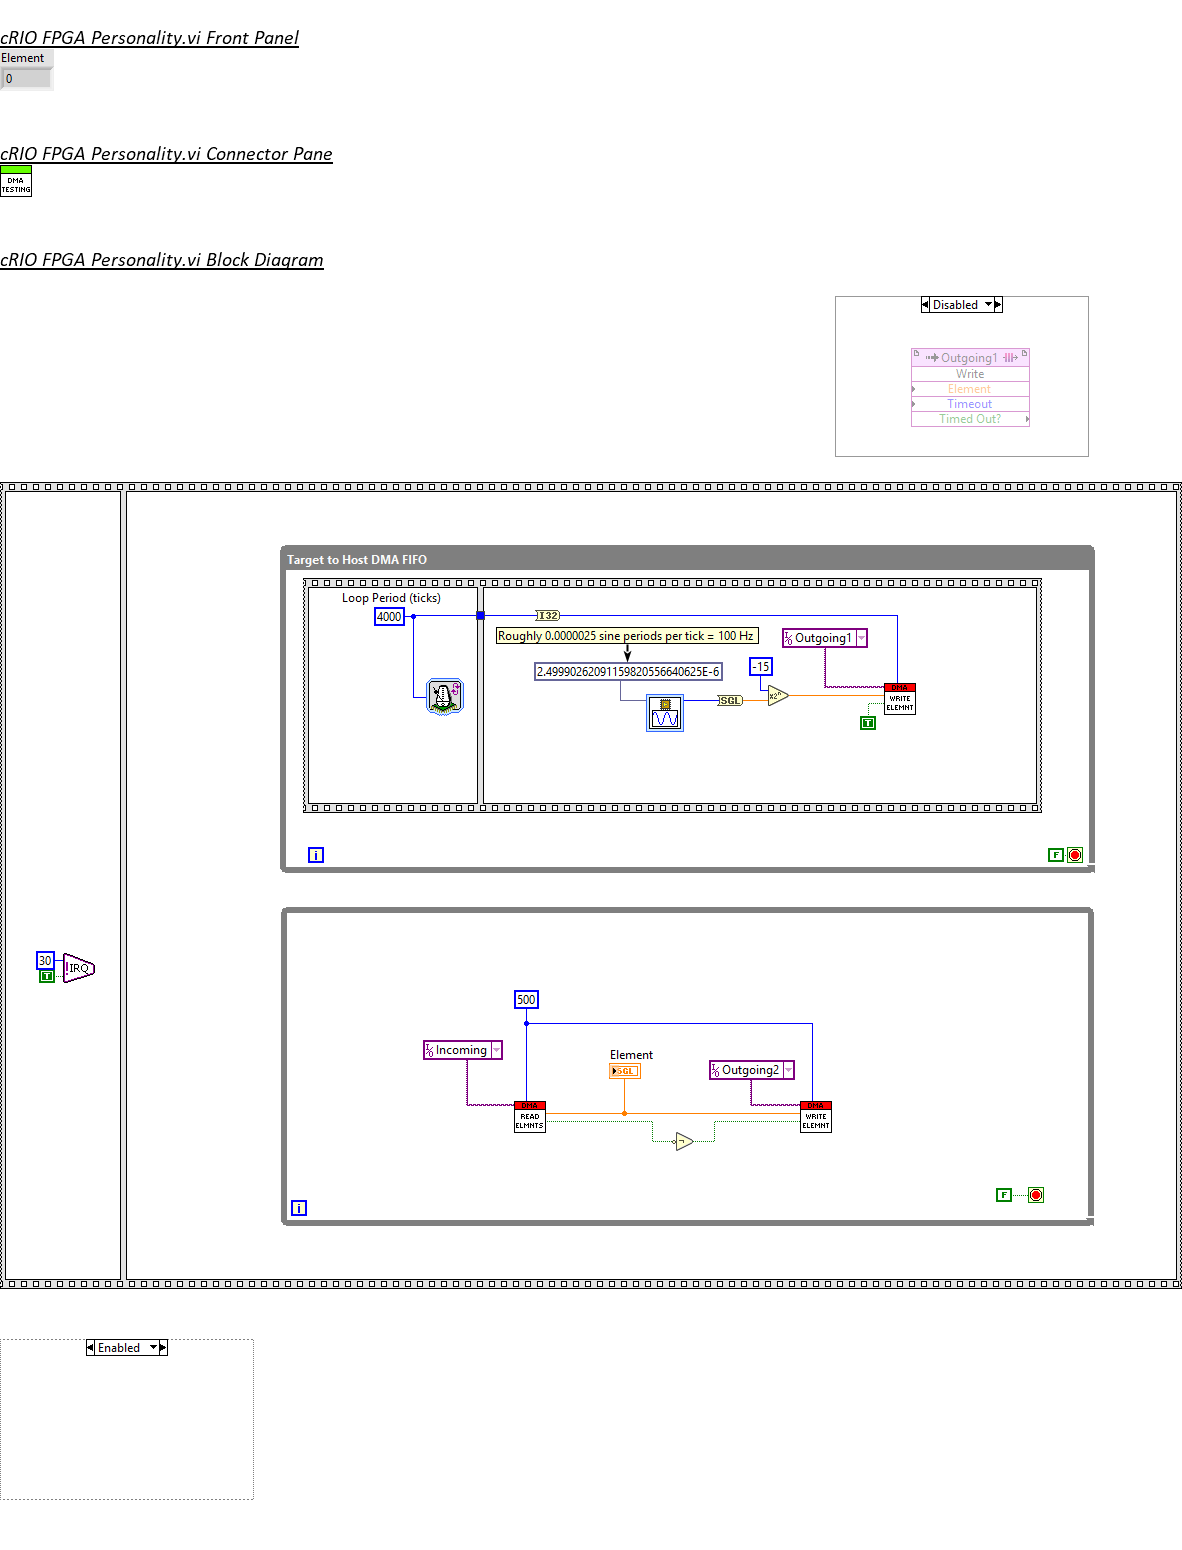 cRIO FPGA Personality.vi Front Panel
Element
0
cRIO FPGA Personality.vi Connector Pane
DMA
TESTING
cRIO FPGA Personality.vi Block Diagram
Disabled
Outgoing1
Write
Element
Timeout
Timed Out?
Target to Host DMA FIFO
Loop Period (ticks)
4000
I32
Roughly 0.0000025 sine periods per tick = 100 Hz
I/O Outgoing1
2.49990262091159820556640625E-6
-15
SGL
x2^n
DMA
WRITE
ELEMNT
T
i
F
30
T
!IRQ
500
I/O Incoming
Element
SGL
I/O Outgoing2
DMA
READ
ELMNTS
DMA
WRITE
ELEMNT
F
i
Enabled